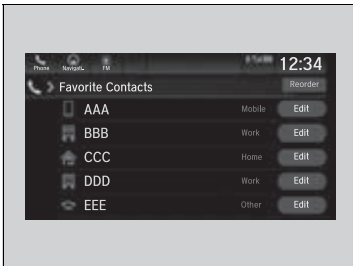 Phone Navigat.. FM 12:34
Favorite Contacts Reorder
AAA Mobile Edit
BBB Work Edit
CCC Home Edit
DDD Work Edit
EEE Other Edit